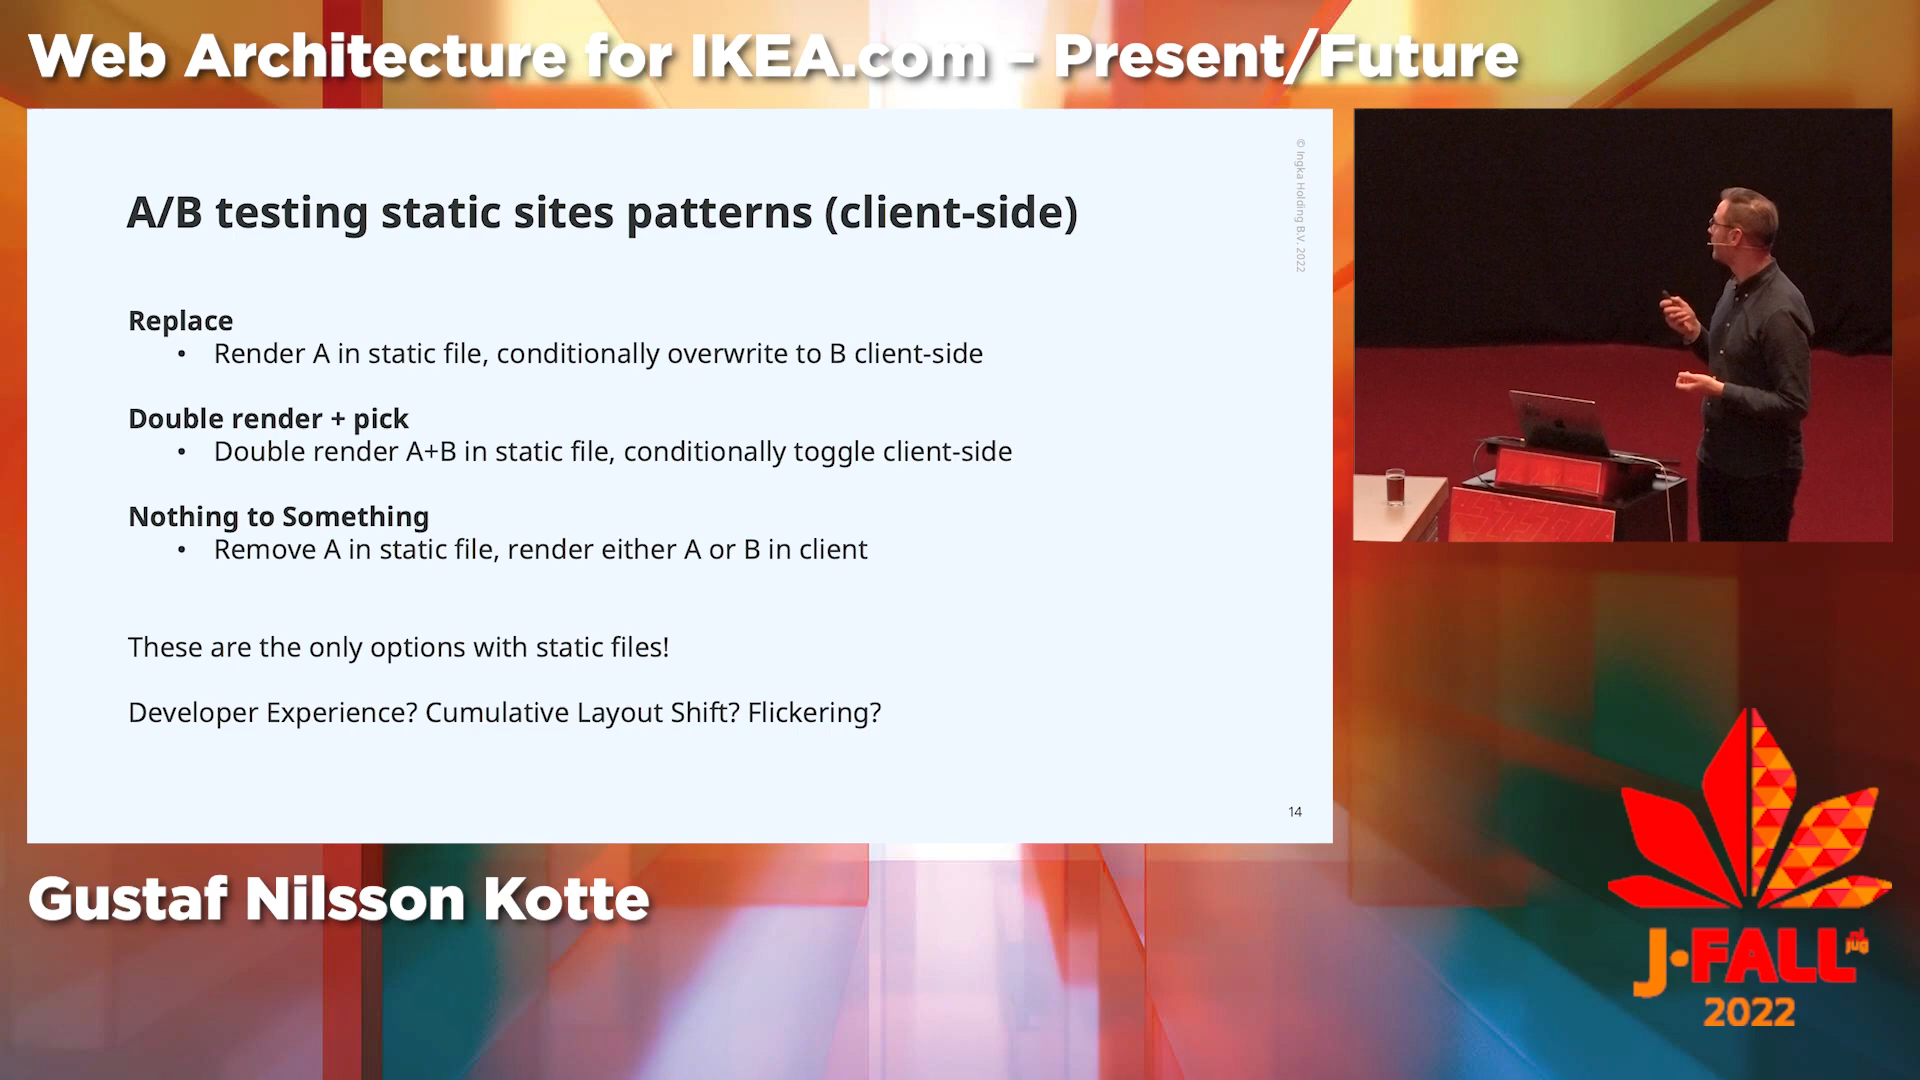 Web Architecture for IKEA.com – Present/Future
© Ingka Holding B.V. 2022
A/B testing static sites patterns (client-side)
Replace
• Render A in static file, conditionally overwrite to B client-side
Double render + pick
• Double render A+B in static file, conditionally toggle client-side
Nothing to Something
• Remove A in static file, render either A or B in client
These are the only options with static files!
Developer Experience? Cumulative Layout Shift? Flickering?
14
Gustaf Nilsson Kotte
J•FALL nl jug
2022